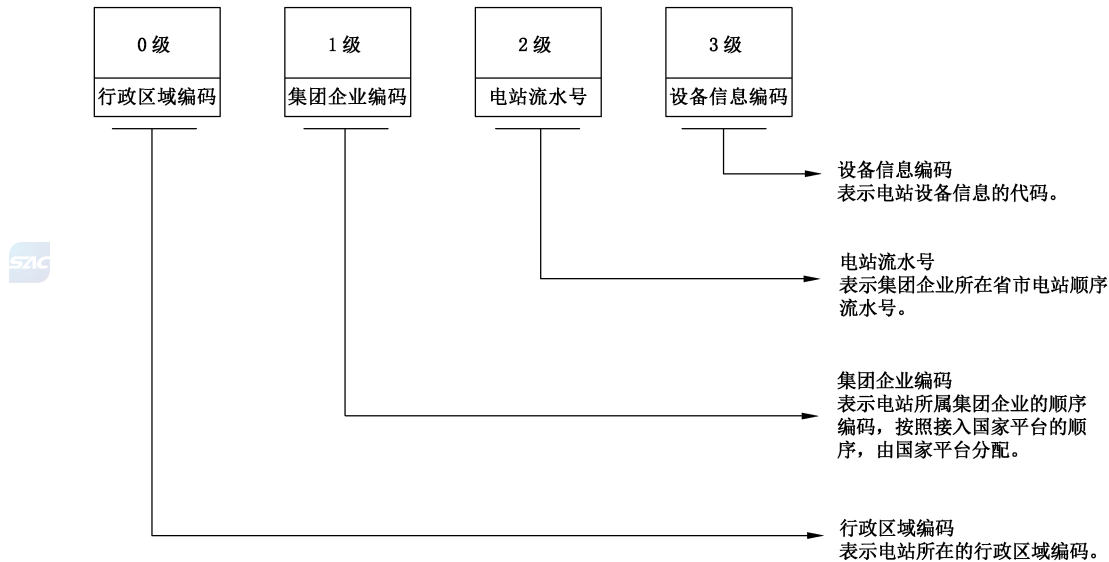 0 级
1 级
2 级
3 级
行政区域编码
集团企业编码
电站流水号
设备信息编码
设备信息编码
表示电站设备信息的代码。
SAC
电站流水号
表示集团企业所在省市电站顺序
流水号。
集团企业编码
表示电站所属集团企业的顺序
编码，按照接入国家平台的顺
序，由国家平台分配。
行政区域编码
表示电站所在的行政区域编码。